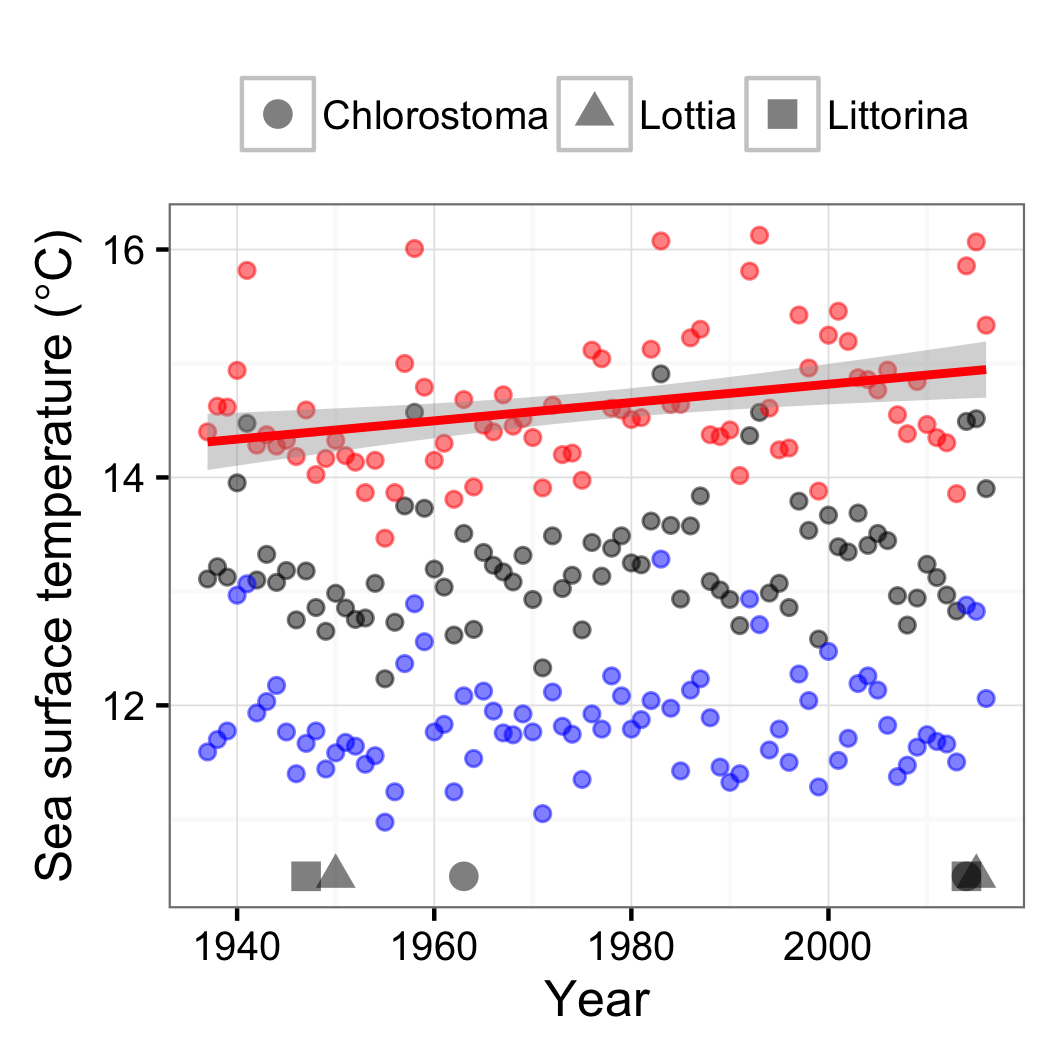 Chlorostoma Lottia Littorina
Sea surface temperature (°C)
16
14
12
1940 1960 1980 2000
Year